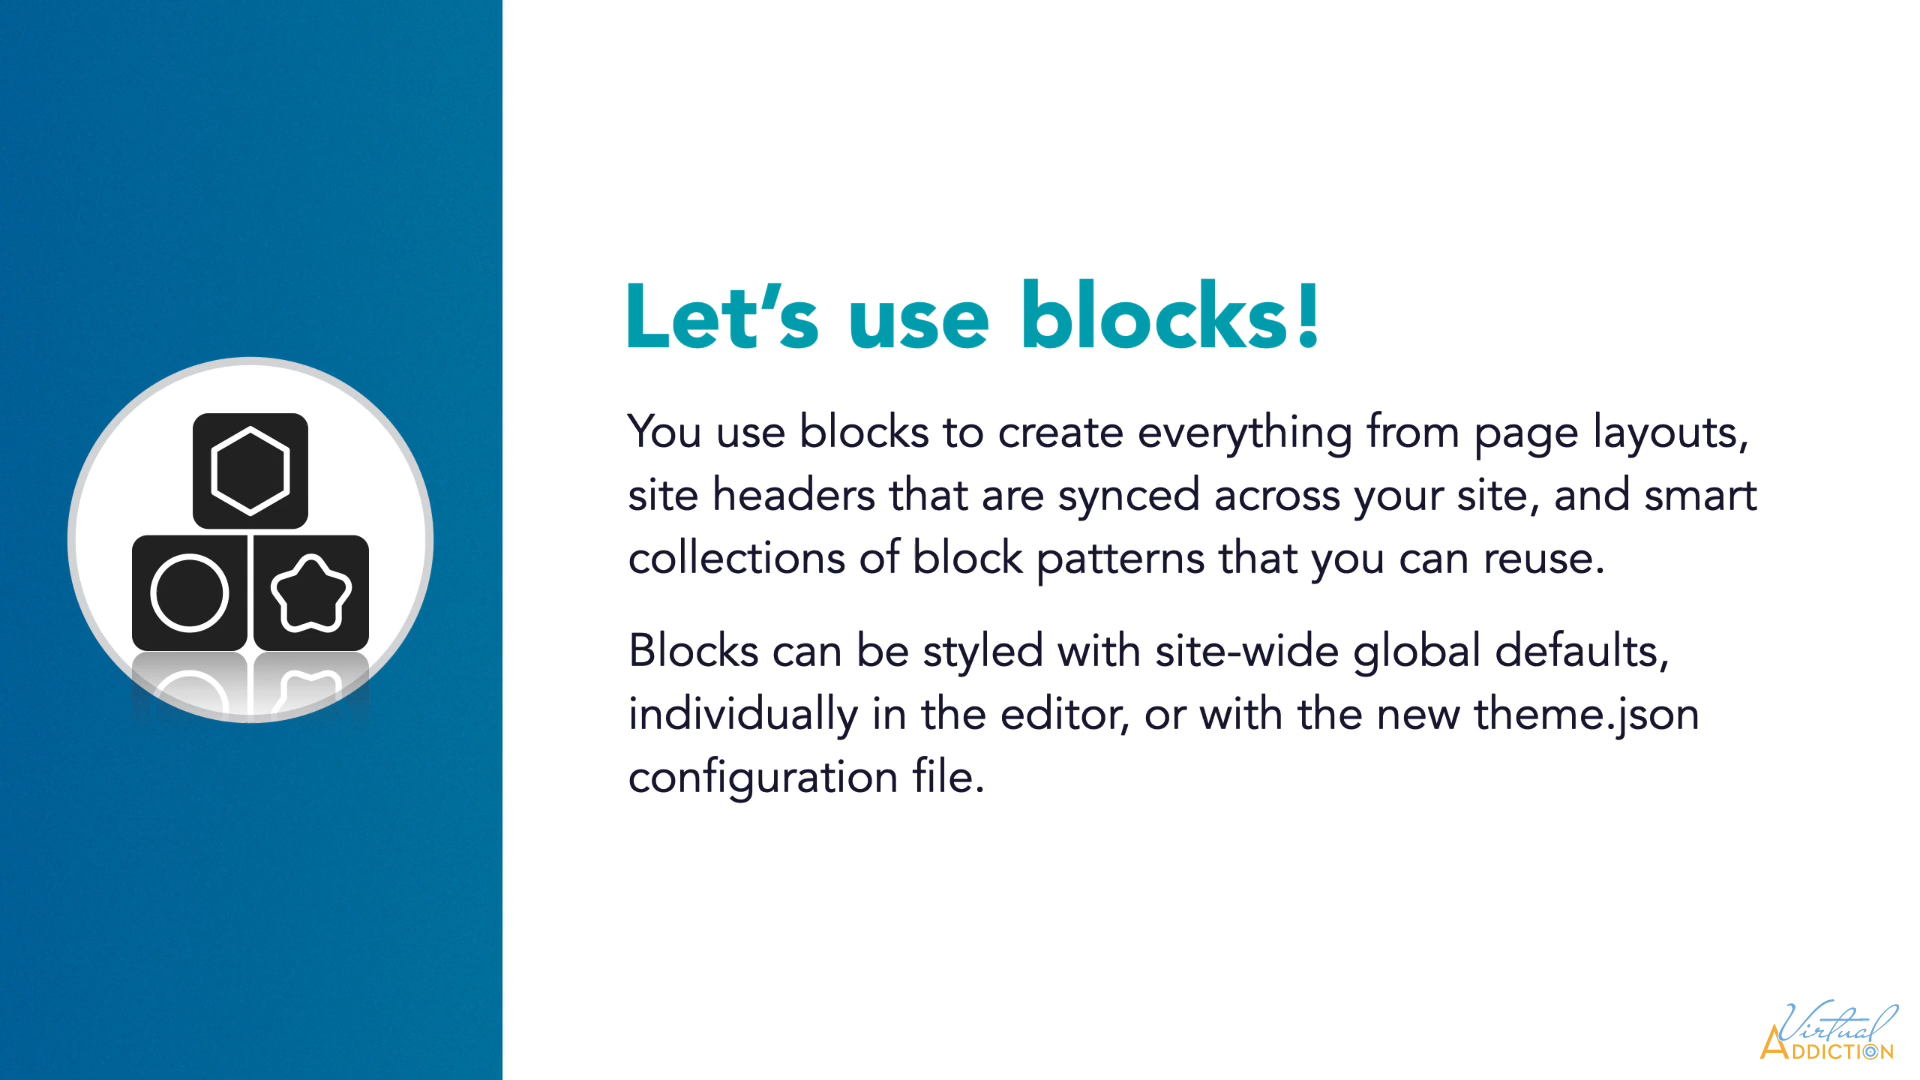 Let’s use blocks!
You use blocks to create everything from page layouts,
site headers that are synced across your site, and smart
collections of block patterns that you can reuse.
Blocks can be styled with site-wide global defaults,
individually in the editor, or with the new theme.json
configuration file.
Virtual
ADDICTION